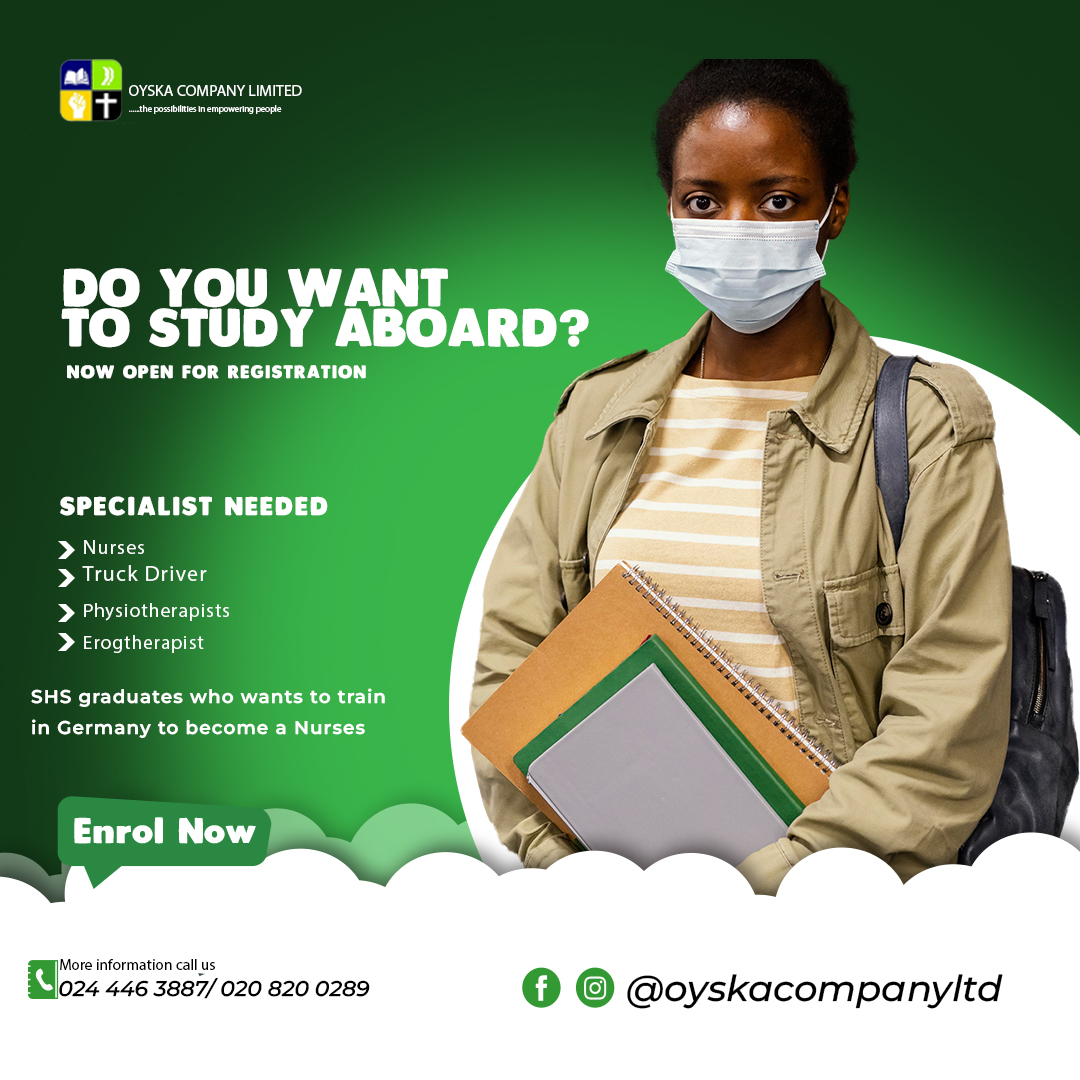 OYSKA COMPANY LIMITED
......the possibilities in empowering people
DO YOU WANT
TO STUDY ABOARD?
NOW OPEN FOR REGISTRATION
SPECIALIST NEEDED
Nurses
Truck Driver
Physiotherapists
Erogtherapist
SHS graduates who wants to train
in Germany to become a Nurses
Enrol Now
More information call us
024 446 3887/ 020 820 0289
@oyskacompanyltd